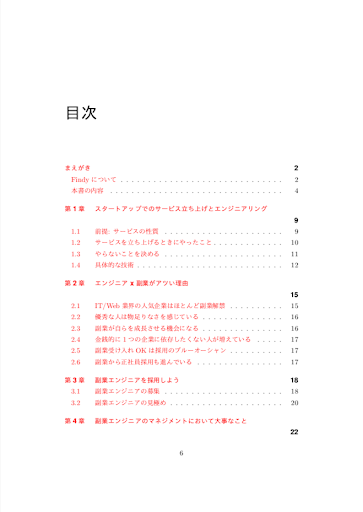 目次
まえがき 2
Findy について . . . . . . . . . . . . . . . . . . . . . . . . . . . . . . 2
本書の内容 . . . . . . . . . . . . . . . . . . . . . . . . . . . . . . . . 4
第 1 章 スタートアップでのサービス立ち上げとエンジニアリング
9
1.1 前提: サービスの性質 . . . . . . . . . . . . . . . . . . . . . . 9
1.2 サービスを立ち上げるときにやったこと . . . . . . . . . . . . . 10
1.3 やらないことを決める . . . . . . . . . . . . . . . . . . . . . . 11
1.4 具体的な技術 . . . . . . . . . . . . . . . . . . . . . . . . . . . 12
第 2 章 エンジニア x 副業がアツい理由
15
2.1 IT/Web 業界の人気企業はほとんど副業解禁 . . . . . . . . . . 15
2.2 優秀な人は物足りなさを感じている . . . . . . . . . . . . . . . 16
2.3 副業が自らを成長させる機会になる . . . . . . . . . . . . . . . 16
2.4 金銭的に 1 つの企業に依存したくない人が増えている . . . . . 17
2.5 副業受け入れ OK は採用のブルーオーシャン . . . . . . . . . . 17
2.6 副業から正社員採用も進んでいる . . . . . . . . . . . . . . . . 17
第 3 章 副業エンジニアを採用しよう 18
3.1 副業エンジニアの募集 . . . . . . . . . . . . . . . . . . . . . . 18
3.2 副業エンジニアの見極め . . . . . . . . . . . . . . . . . . . . . 20
第 4 章 副業エンジニアのマネジメントにおいて大事なこと
22
6